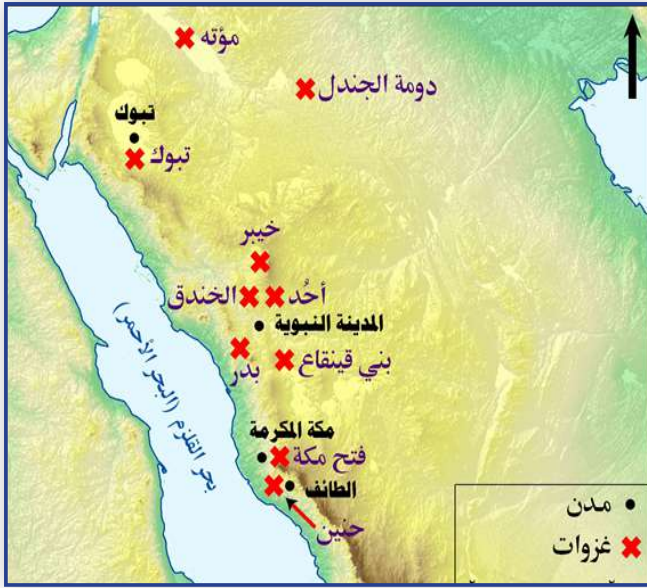 مؤته
دومة الجندل
تبوك
تبوك
خيبر
أحُد
الخندق
المدينة النبوية
بدر
بني قينقاع
مكة المكرمة
فتح مكة
الطائف
حنين
بحر القلزم (البحر الأحمر)
مدن
غزوات